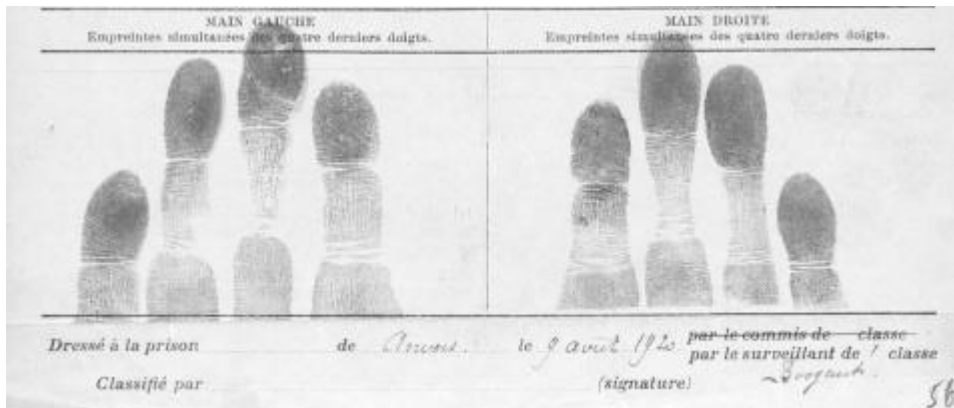 MAIN GAUCHE
Empreintes simultanées des quatre derniers doigts.
MAIN DROITE
Empreintes simultanées des quatre derniers doigts.
Dressé à la prison de Anvers. le 9 avril 1920 par le commis de classe
par le surveillant de 1 classe
Classifié par (signature)
56